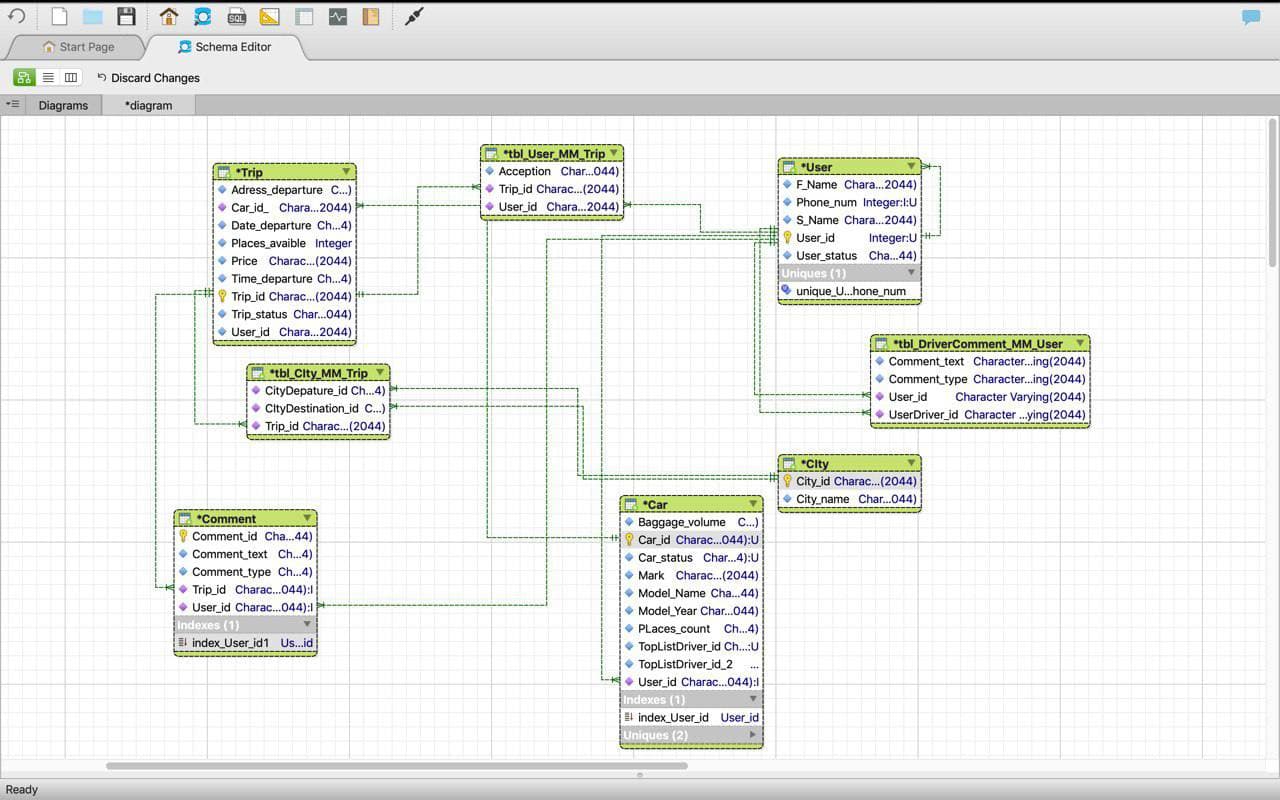 SQL
Start Page
Schema Editor
Discard Changes
Diagrams
*diagram
*Trip
Adress_departure C...)
Car_id_ Chara...2044)
Date_departure Ch...4)
Places_avaible Integer
Price Charac...(2044)
Time_departure Ch...4)
Trip_id Charac...(2044)
Trip_status Char...044)
User_id Chara...2044)
*tbl_User_MM_Trip
Acception Char...044)
Trip_id Charac...(2044)
User_id Chara...2044)
*User
F_Name Chara...2044)
Phone_num Integer:I:U
S_Name Chara...2044)
User_id Integer:U
User_status Cha...44)
Uniques (1)
unique_U...hone_num
*tbl_DriverComment_MM_User
Comment_text Character...ing(2044)
Comment_type Character...ing(2044)
User_id Character Varying(2044)
UserDriver_id Character ...ying(2044)
*tbl_CIty_MM_Trip
CItyDepature_id Ch...4)
CItyDestination_id C...)
Trip_id Charac...(2044)
*CIty
City_id Charac...(2044)
City_name Char...044)
*Comment
Comment_id Cha...44)
Comment_text Ch...4)
Comment_type Ch...4)
Trip_id Charac...044):I
User_id Charac...044):I
Indexes (1)
index_User_id1 Us...id
*Car
Baggage_volume C...)
Car_id Charac...044):U
Car_status Char...4):U
Mark Charac...(2044)
Model_Name Cha...44)
Model_Year Char...044)
PLaces_count Ch...4)
TopListDriver_id Ch...:U
TopListDriver_id_2 ...
User_id Charac...044):I
Indexes (1)
index_User_id User_id
Uniques (2)
Ready